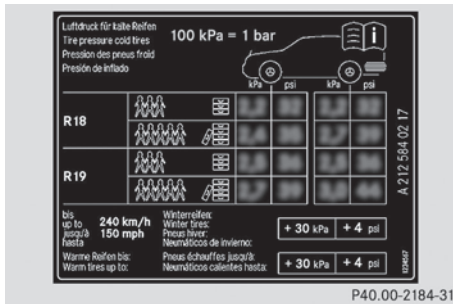 Luftdruck für kalte Reifen
Tire pressure cold tires
Pression des pneus froid
Presión de inflado
100 kPa = 1 bar
i
kPa psi kPa psi
R18
R19
A 212 584 02 17
bis
up to
jusqu'à
hasta
240 km/h
150 mph
Winterreifen:
Winter tires:
Pneus hiver:
Neumáticos de invierno:
+ 30 kPa + 4 psi
Warme Reifen bis:
Warm tires up to:
Pneus échauffes jusqu'à:
Neumáticos calientes hasta:
+ 30 kPa + 4 psi
1234567
P40.00-2184-31